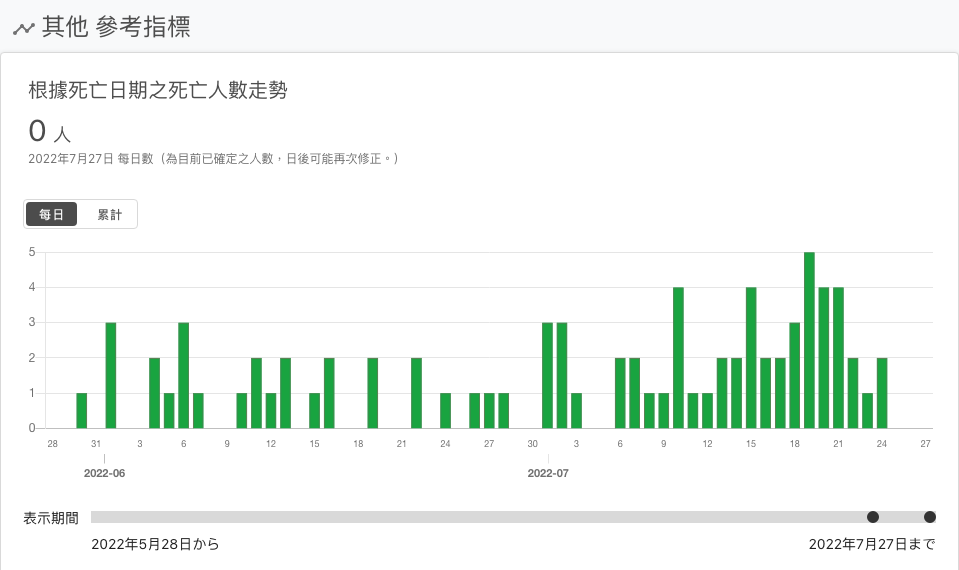 其他 參考指標
根據死亡日期之死亡人數走勢
0 人
2022年7月27日 每日數（為目前已確定之人數，日後可能再次修正。）
每日 累計
5
4
3
2
1
0
28 31 3 6 9 12 15 18 21 24 27 30 3 6 9 12 15 18 21 24 27
2022-06 2022-07
表示期間
2022年5月28日から 2022年7月27日まで